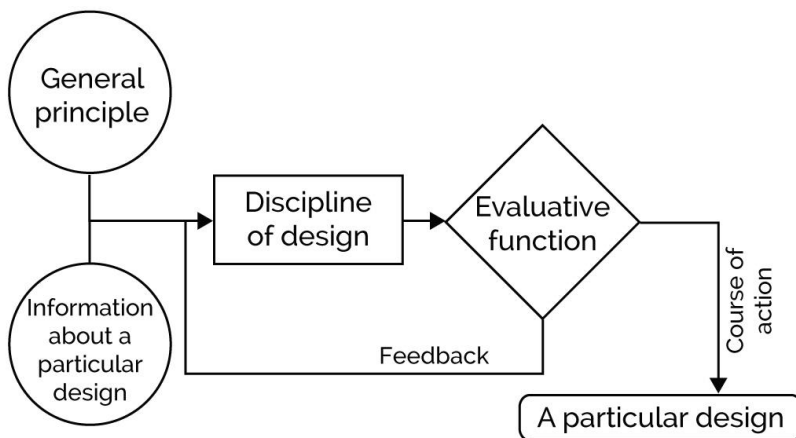 General
principle
Discipline
of design
Evaluative
function
Information
about a
particular
design
Feedback
Course of
action
A particular design